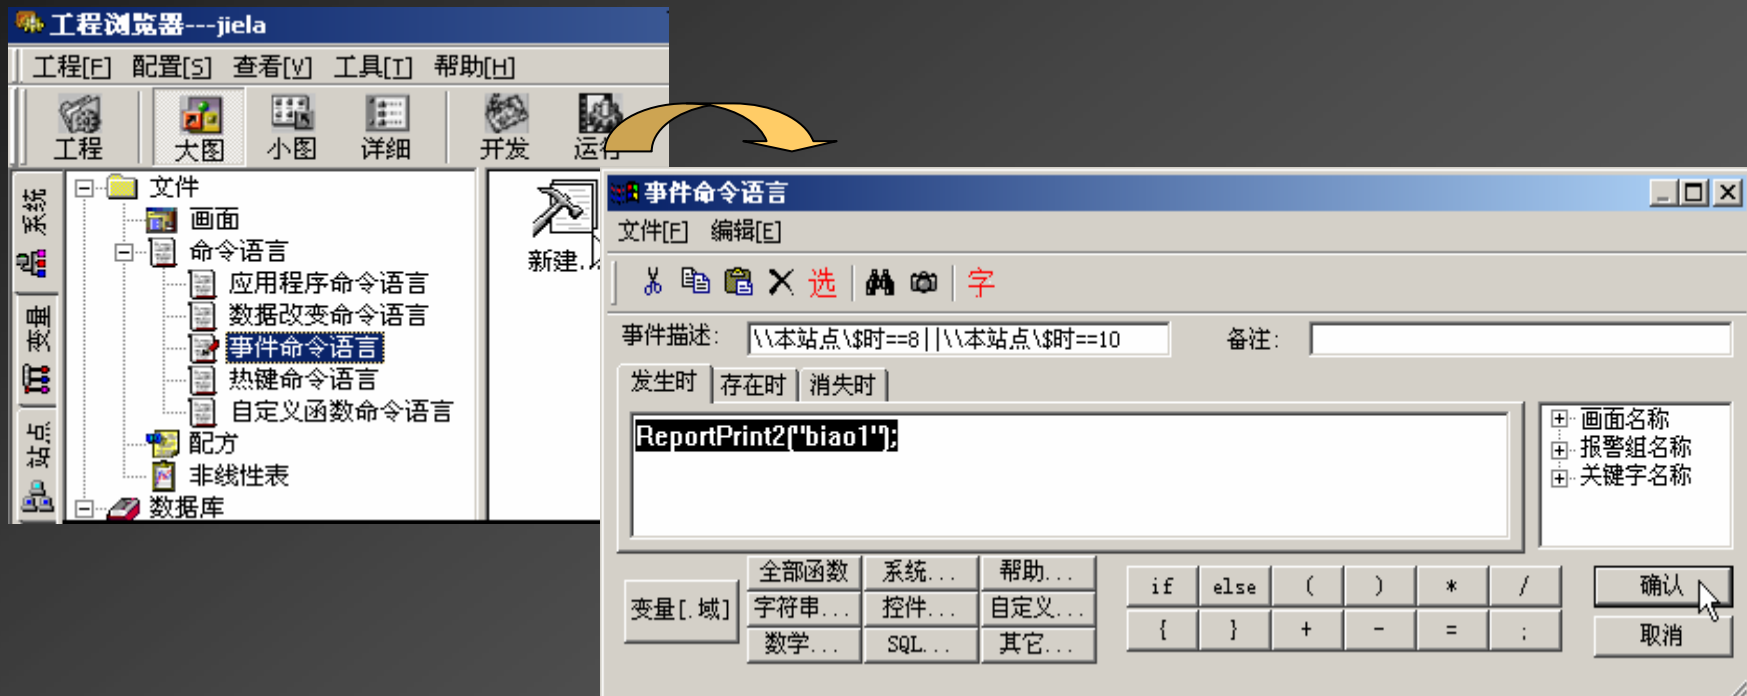 工程浏览器---jiela
工程[F] 配置[S] 查看[V] 工具[T] 帮助[H]
工程 大图 小图 详细 开发 运行
系统
变量
站点
文件
画面
命令语言
应用程序命令语言
数据改变命令语言
事件命令语言
热键命令语言
自定义函数命令语言
配方
非线性表
数据库
新建...
事件命令语言
文件[F] 编辑[E]
选 字
事件描述: \\本站点\$时==8||\\本站点\$时==10 备注:
发生时 存在时 消失时
ReportPrint2("biao1");
画面名称
报警组名称
关键字名称
变量[.域]
全部函数 系统... 帮助...
字符串... 控件... 自定义...
数学... SQL... 其它...
if else ( ) * /
{ } + - = ;
确认
取消